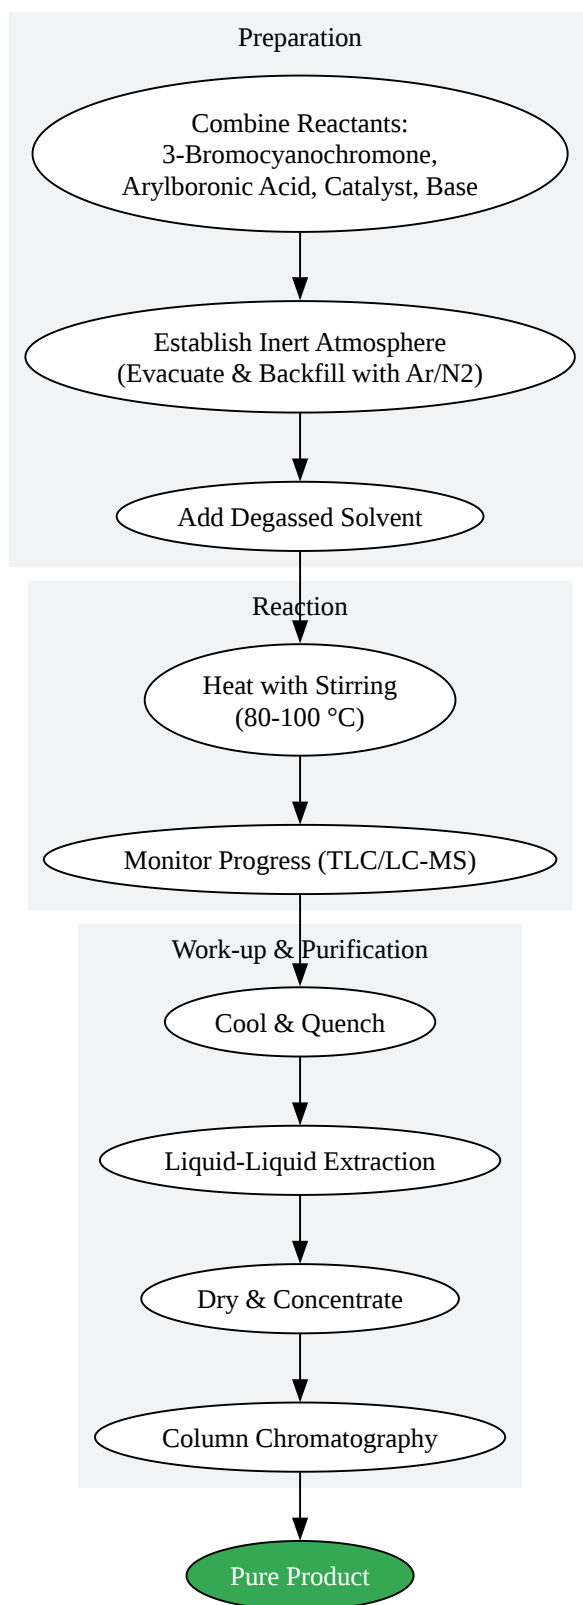 Preparation
Combine Reactants:
3-Bromocyanochromone,
Arylboronic Acid, Catalyst, Base
Establish Inert Atmosphere
(Evacuate & Backfill with Ar/N2)
Add Degassed Solvent
Reaction
Heat with Stirring
(80-100 °C)
Monitor Progress (TLC/LC-MS)
Work-up & Purification
Cool & Quench
Liquid-Liquid Extraction
Dry & Concentrate
Column Chromatography
Pure Product